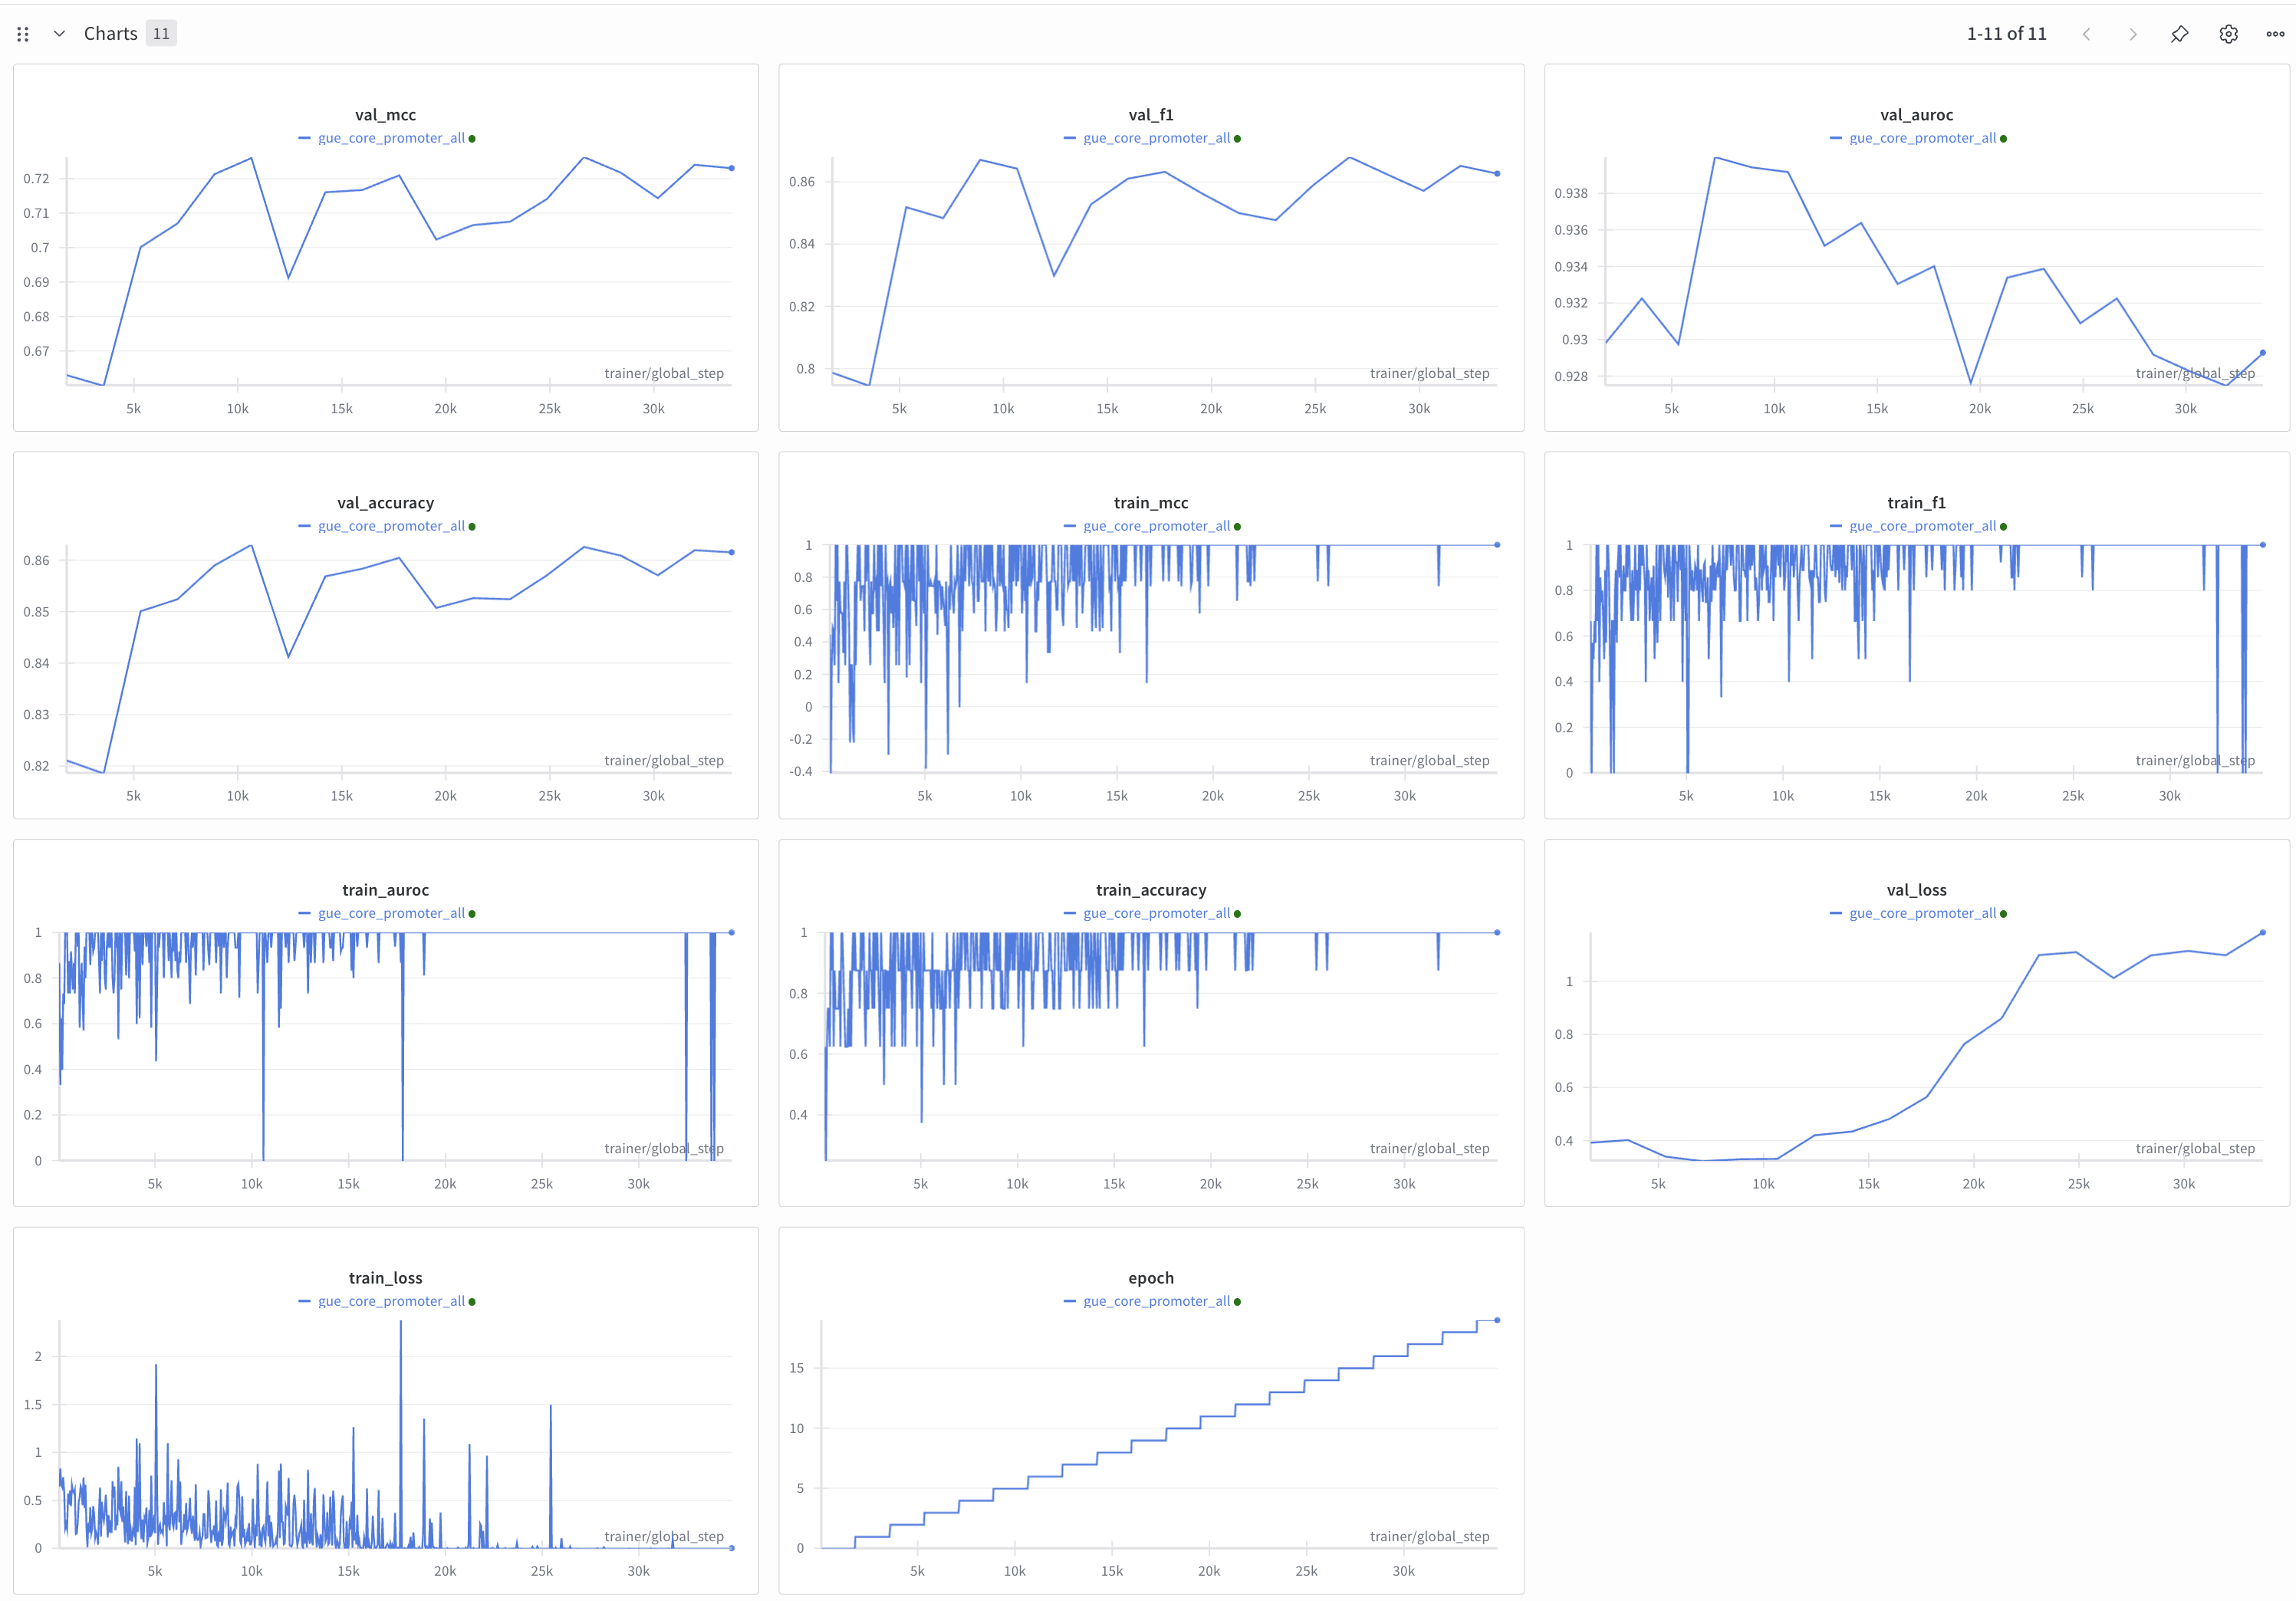 Charts 11
1-11 of 11
val_mcc
gue_core_promoter_all
0.72
0.71
0.7
0.69
0.68
0.67
trainer/global_step
5k 10k 15k 20k 25k 30k
val_f1
gue_core_promoter_all
0.86
0.84
0.82
0.8
trainer/global_step
5k 10k 15k 20k 25k 30k
val_auroc
gue_core_promoter_all
0.938
0.936
0.934
0.932
0.93
0.928
trainer/global_step
5k 10k 15k 20k 25k 30k
val_accuracy
gue_core_promoter_all
0.86
0.85
0.84
0.83
0.82
trainer/global_step
5k 10k 15k 20k 25k 30k
train_mcc
gue_core_promoter_all
1
0.8
0.6
0.4
0.2
0
-0.2
-0.4
trainer/global_step
5k 10k 15k 20k 25k 30k
train_f1
gue_core_promoter_all
1
0.8
0.6
0.4
0.2
0
trainer/global_step
5k 10k 15k 20k 25k 30k
train_auroc
gue_core_promoter_all
1
0.8
0.6
0.4
0.2
0
trainer/global_step
5k 10k 15k 20k 25k 30k
train_accuracy
gue_core_promoter_all
1
0.8
0.6
0.4
trainer/global_step
5k 10k 15k 20k 25k 30k
val_loss
gue_core_promoter_all
1
0.8
0.6
0.4
trainer/global_step
5k 10k 15k 20k 25k 30k
train_loss
gue_core_promoter_all
2
1.5
1
0.5
0
trainer/global_step
5k 10k 15k 20k 25k 30k
epoch
gue_core_promoter_all
15
10
5
0
trainer/global_step
5k 10k 15k 20k 25k 30k